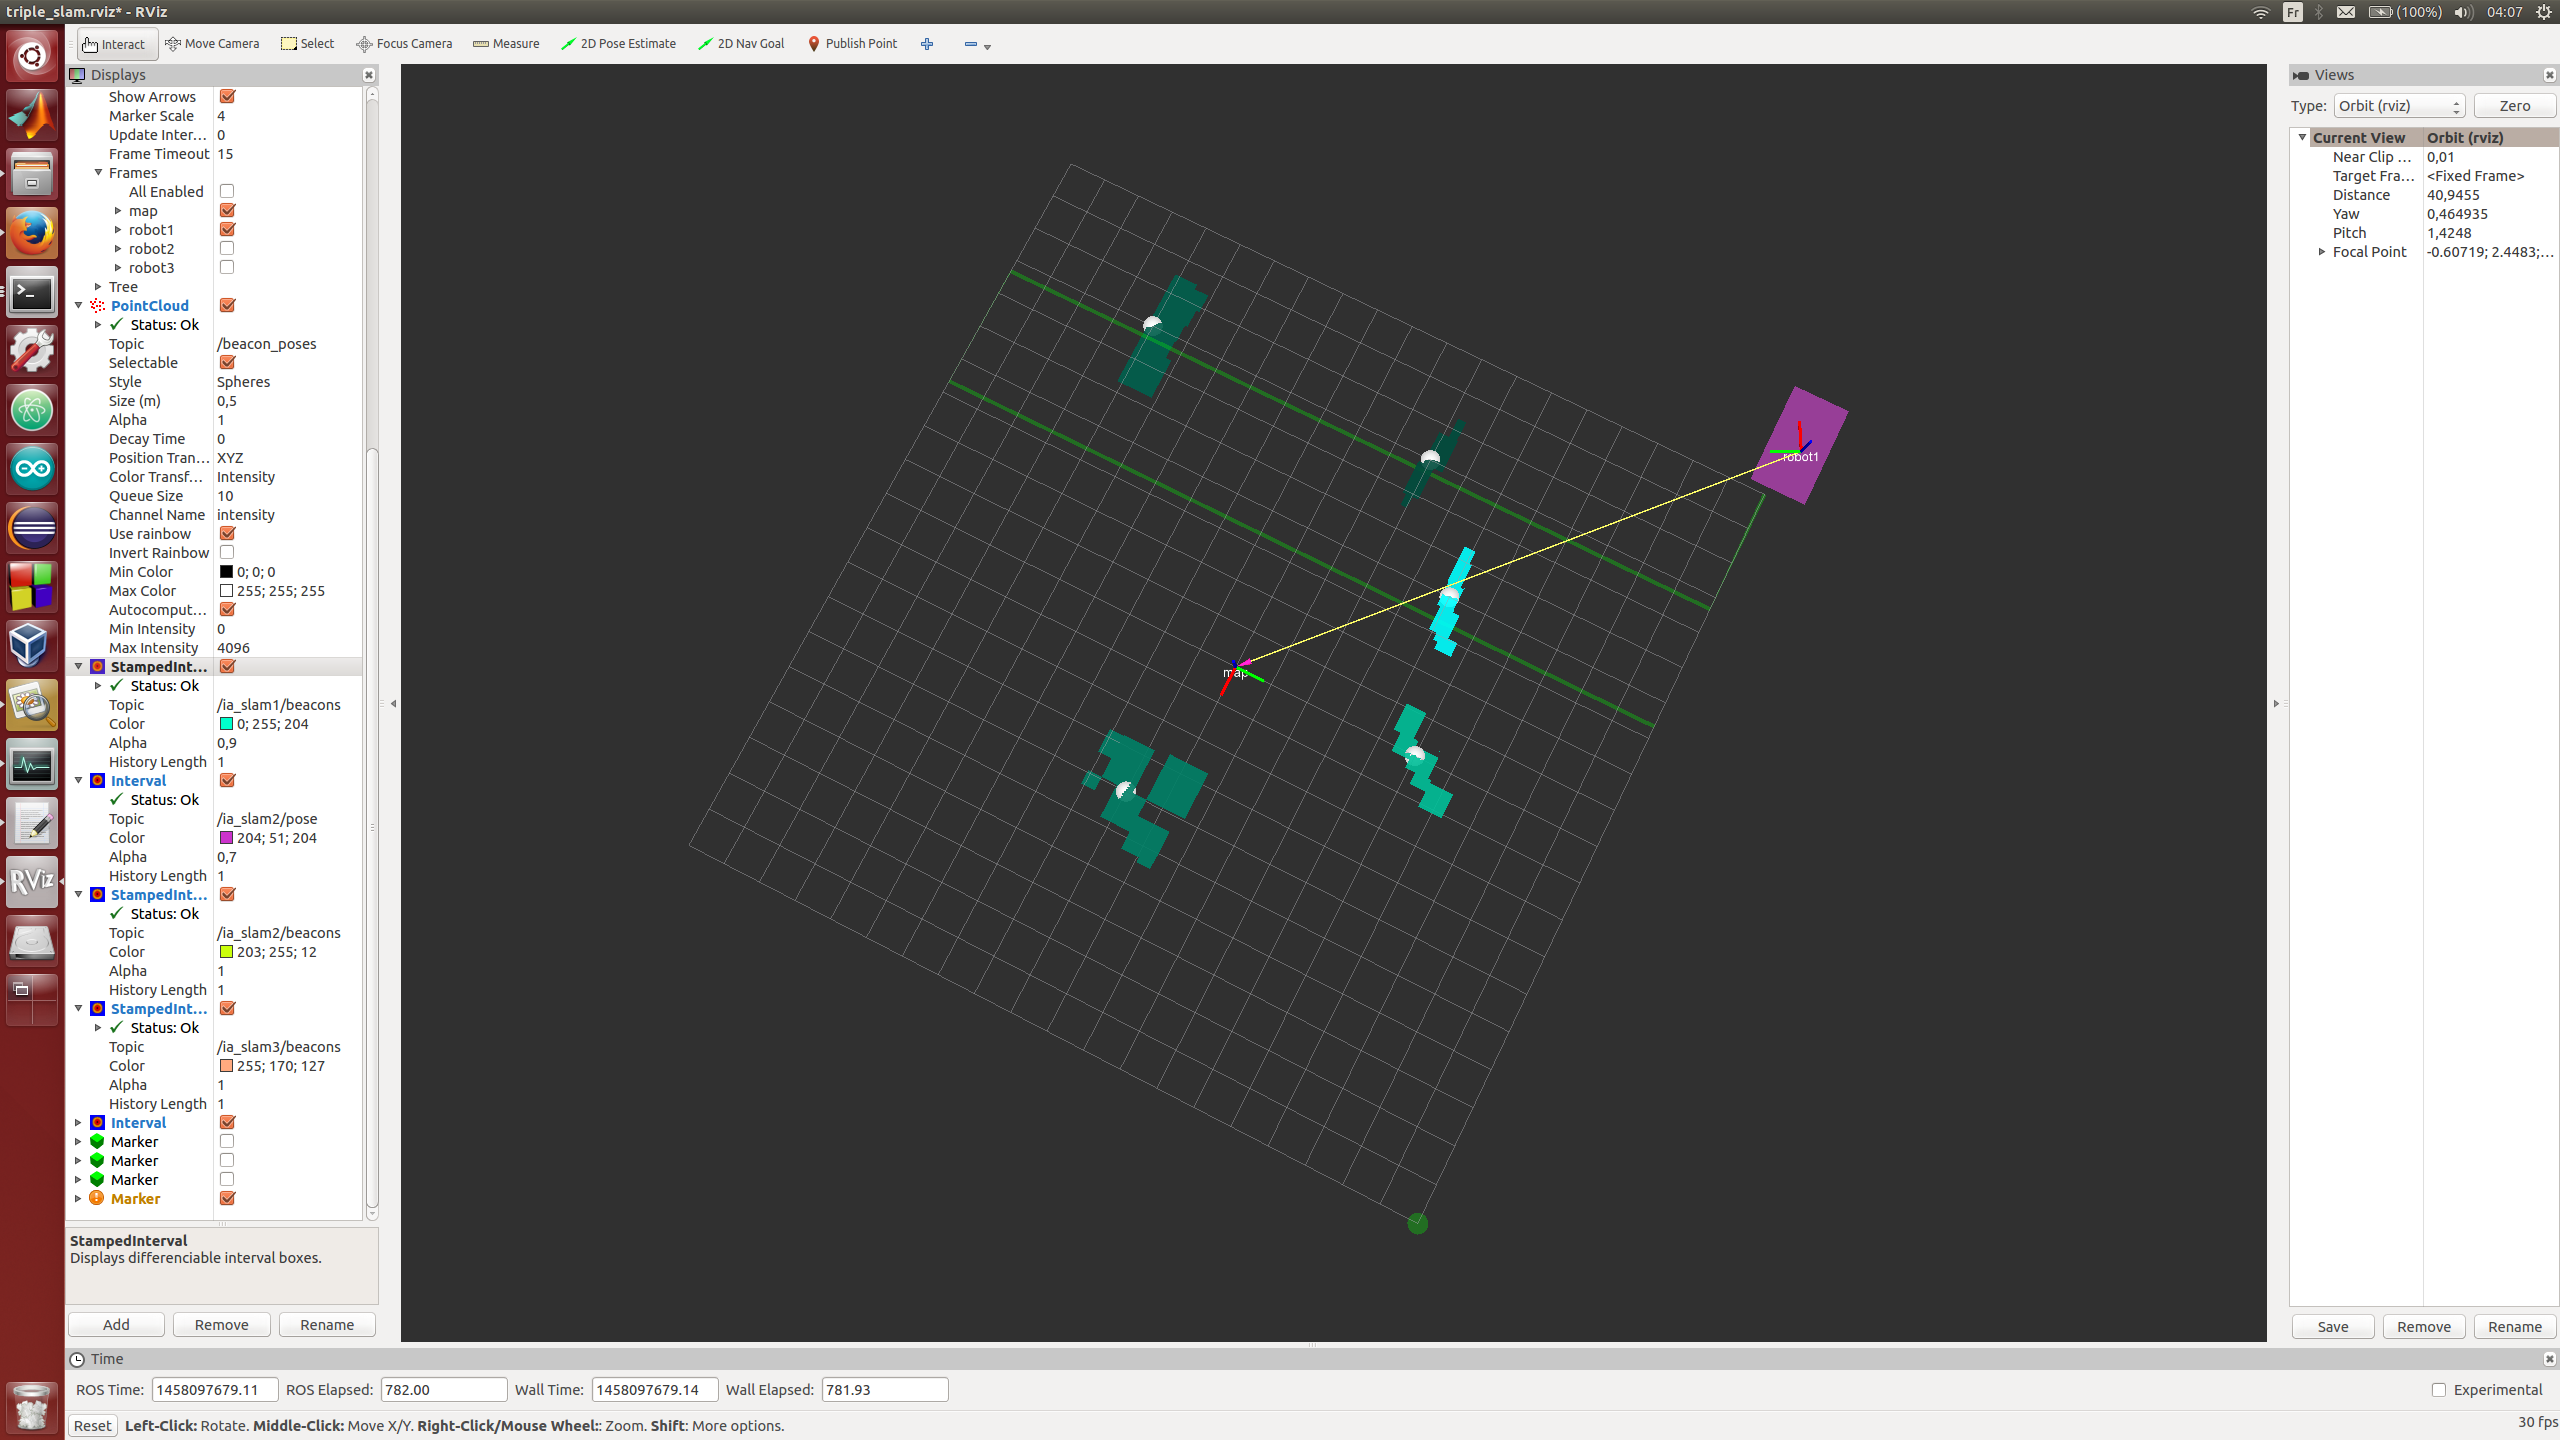 triple_slam.rviz* - RViz
Fr
(100%)
04:07
Interact
Move Camera
Select
Focus Camera
Measure
2D Pose Estimate
2D Nav Goal
Publish Point
Displays
Show Arrows
Marker Scale 4
Update Inter... 0
Frame Timeout 15
Frames
All Enabled
map
robot1
robot2
robot3
Tree
PointCloud
Status: Ok
Topic /beacon_poses
Selectable
Style Spheres
Size (m) 0,5
Alpha 1
Decay Time 0
Position Tran... XYZ
Color Transf... Intensity
Queue Size 10
Channel Name intensity
Use rainbow
Invert Rainbow
Min Color 0; 0; 0
Max Color 255; 255; 255
Autocomput...
Min Intensity 0
Max Intensity 4096
StampedInt...
Status: Ok
Topic /ia_slam1/beacons
Color 0; 255; 204
Alpha 0,9
History Length 1
Interval
Status: Ok
Topic /ia_slam2/pose
Color 204; 51; 204
Alpha 0,7
History Length 1
StampedInt...
Status: Ok
Topic /ia_slam2/beacons
Color 203; 255; 12
Alpha 1
History Length 1
StampedInt...
Status: Ok
Topic /ia_slam3/beacons
Color 255; 170; 127
Alpha 1
History Length 1
Interval
Marker
Marker
Marker
Marker
StampedInterval
Displays differenciable interval boxes.
Add
Remove
Rename
RViz
robot1
map
Views
Type: Orbit (rviz)
Zero
Current View Orbit (rviz)
Near Clip ... 0,01
Target Fra... <Fixed Frame>
Distance 40,9455
Yaw 0,464935
Pitch 1,4248
Focal Point -0.60719; 2.4483;...
Save
Remove
Rename
Time
ROS Time: 1458097679.11
ROS Elapsed: 782.00
Wall Time: 1458097679.14
Wall Elapsed: 781.93
Experimental
Reset
Left-Click: Rotate. Middle-Click: Move X/Y. Right-Click/Mouse Wheel:: Zoom. Shift: More options.
30 fps